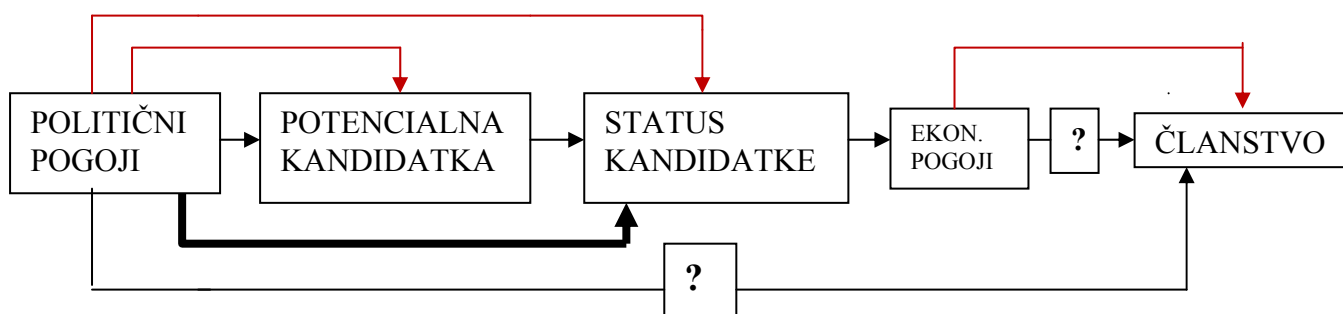 POLITIČNI
POGOJI
POTENCIALNA
KANDIDATKA
STATUS
KANDIDATKE
EKON.
POGOJI
?
ČLANSTVO
?